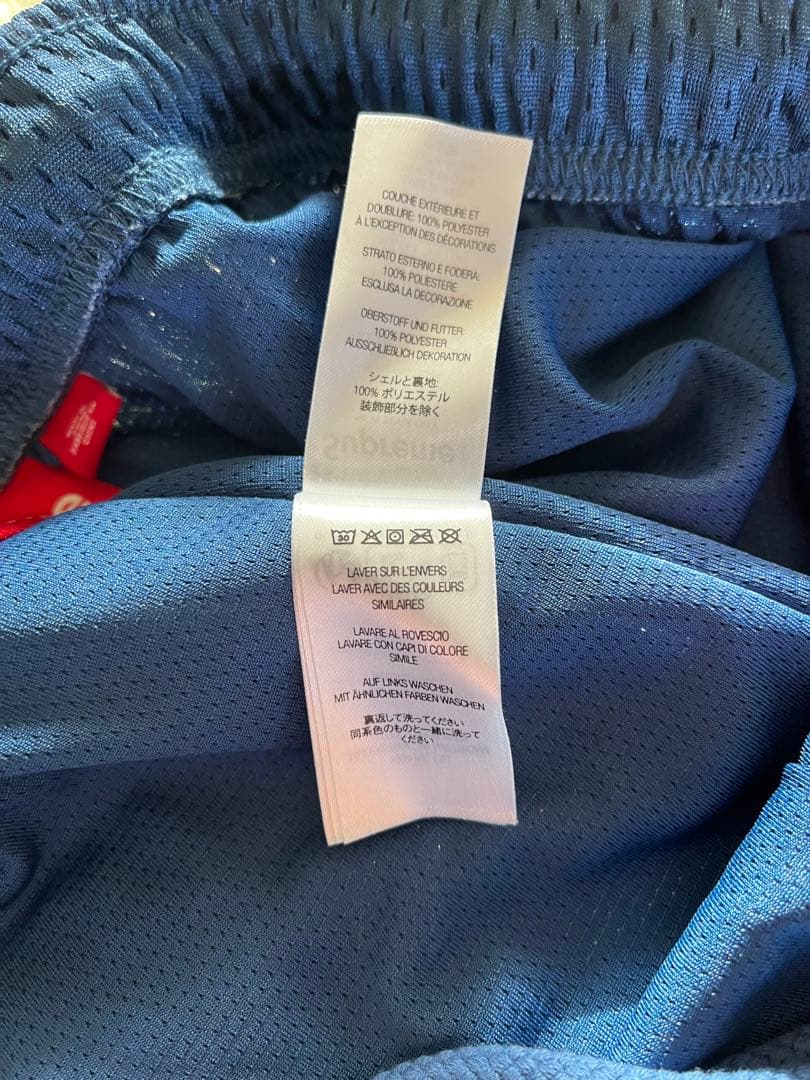 COUCHE EXTÉRIEURE ET
DOUBLURE: 100% POLYESTER
À L'EXCEPTION DES DÉCORATIONS
STRATO ESTERNO E FODERA:
100% POLIESTERE
ESCLUSA LA DECORAZIONE
OBERSTOFF UND FUTTER:
100% POLYESTER
AUSSCHLIEßLICH DEKORATION
シェルと裏地:
100% ポリエステル
装飾部分を除く
Supreme
30
LAVER SUR L'ENVERS
LAVER AVEC DES COULEURS
SIMILAIRES
LAVARE AL ROVESCIO
LAVARE CON CAPI DI COLORE
SIMILE
AUF LINKS WASCHEN
MIT ÄHNLICHEN FARBEN WASCHEN
裏返して洗ってください
同系色のものと一緒に洗って
ください